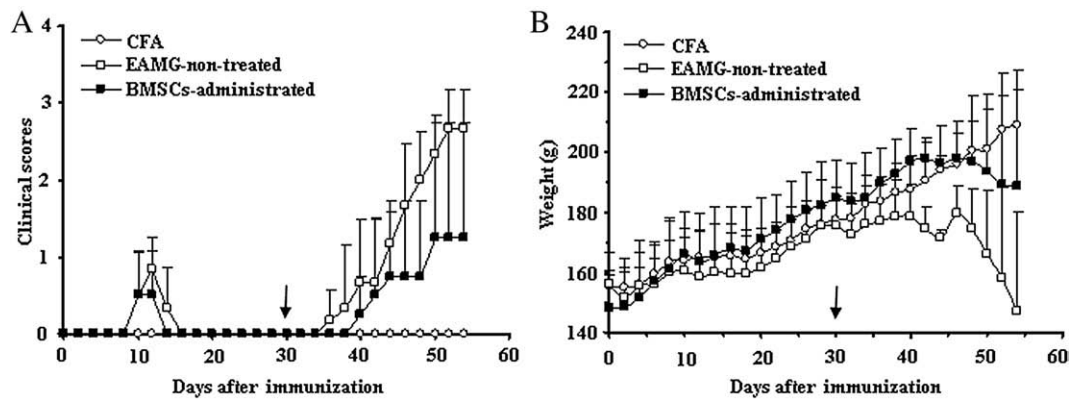 A
CFA
EAMG-non-treated
BMSCs-administrated
Clinical scores
4
3
2
1
0
0 10 20 30 40 50 60
Days after immunization
B
CFA
EAMG-non-treated
BMSCs-administrated
Weight (g)
240
220
200
180
160
140
0 10 20 30 40 50 60
Days after immunization